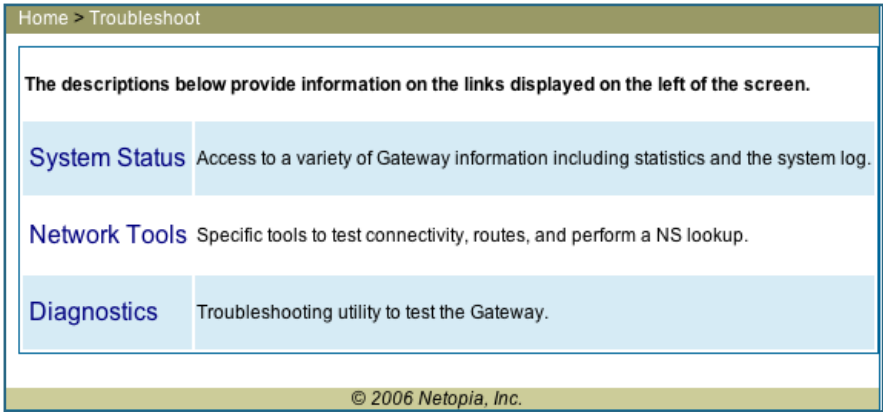 Home > Troubleshoot
The descriptions below provide information on the links displayed on the left of the screen.
System Status Access to a variety of Gateway information including statistics and the system log.
Network Tools Specific tools to test connectivity, routes, and perform a NS lookup.
Diagnostics Troubleshooting utility to test the Gateway.
© 2006 Netopia, Inc.